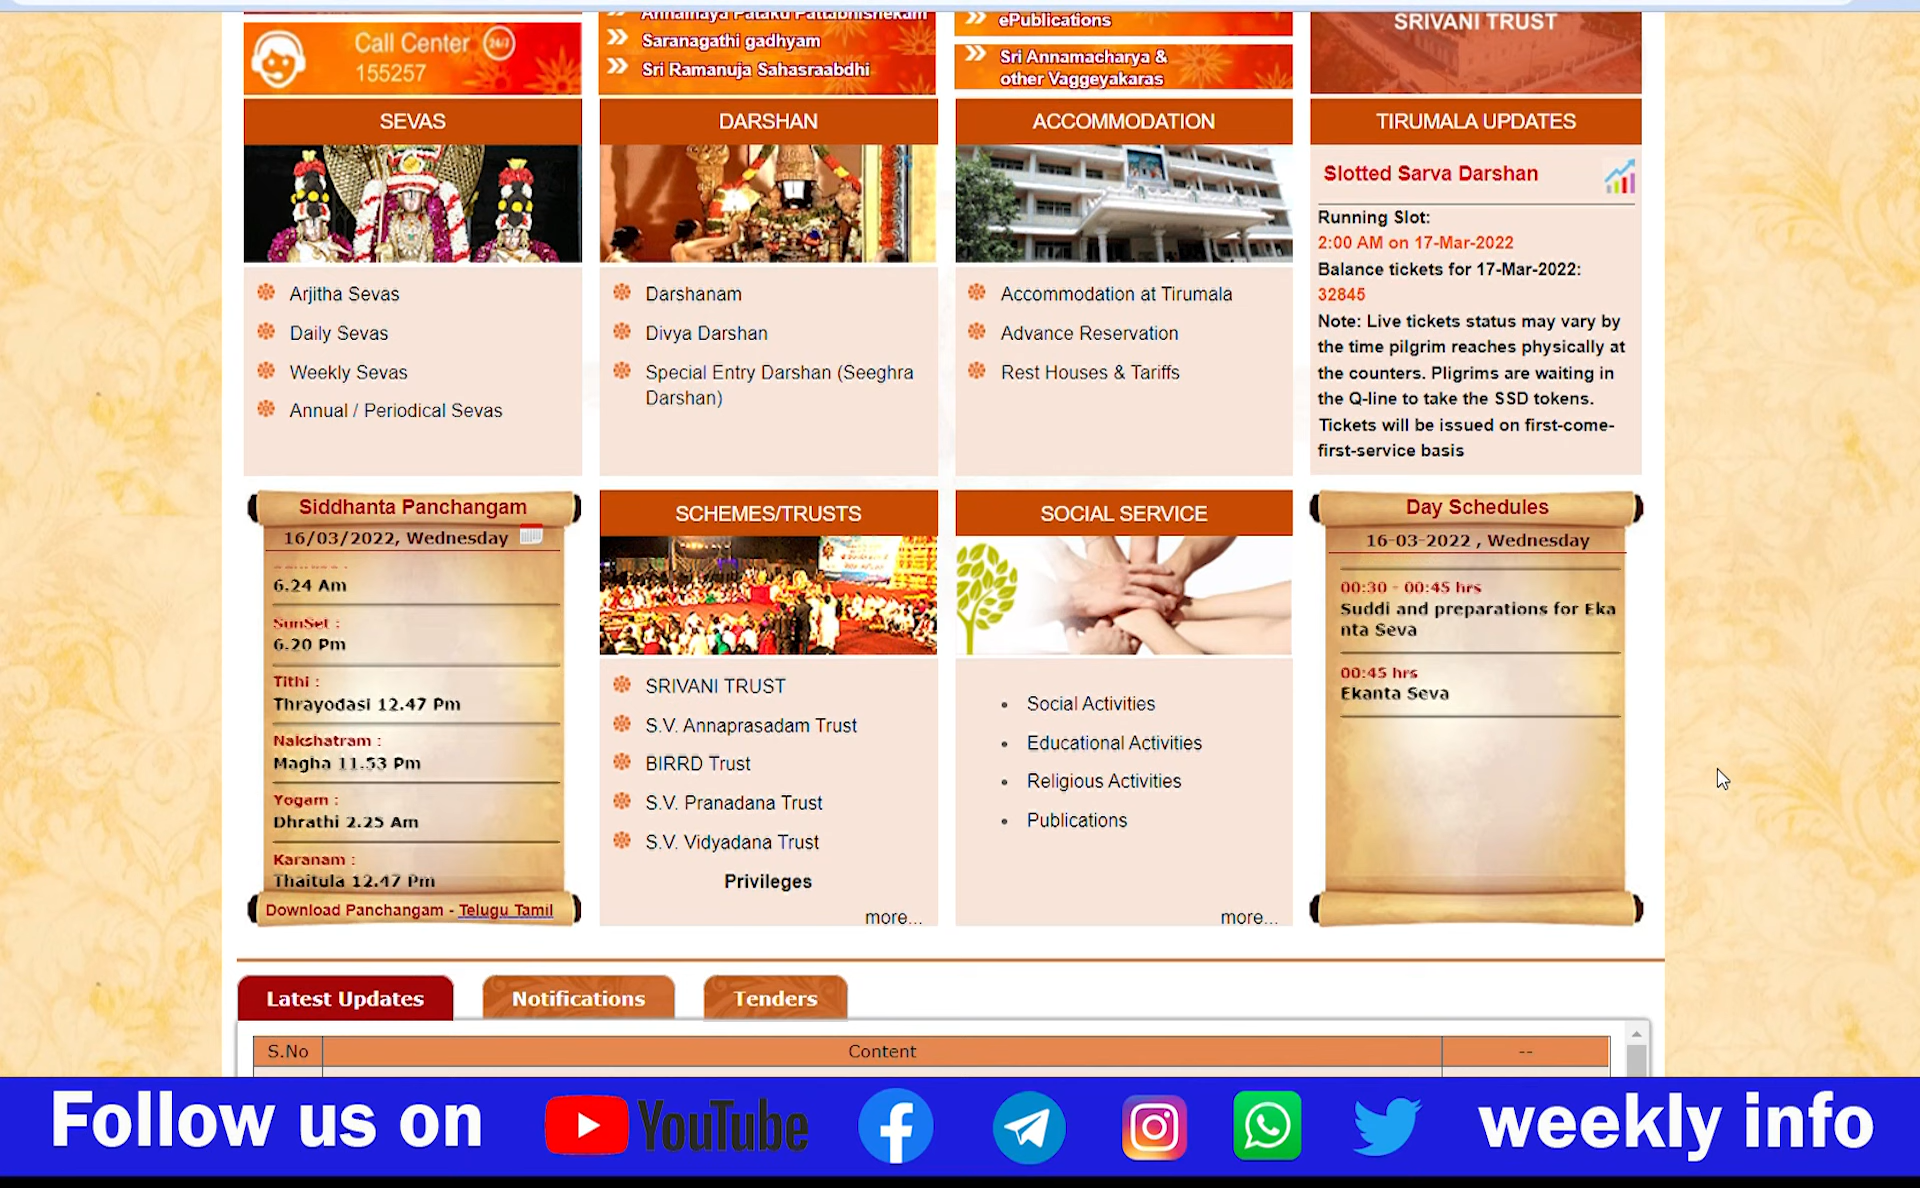 Call Center 24/7
155257
Annamaya Pataku Pattabhishekam
Saranagathi gadhyam
Sri Ramanuja Sahasraabdhi
ePublications
Sri Annamacharya &
other Vaggeyakaras
SRIVANI TRUST
SEVAS
Arjitha Sevas
Daily Sevas
Weekly Sevas
Annual / Periodical Sevas
DARSHAN
Darshanam
Divya Darshan
Special Entry Darshan (Seeghra
Darshan)
ACCOMMODATION
Accommodation at Tirumala
Advance Reservation
Rest Houses & Tariffs
TIRUMALA UPDATES
Slotted Sarva Darshan
Running Slot:
2:00 AM on 17-Mar-2022
Balance tickets for 17-Mar-2022:
32845
Note: Live tickets status may vary by
the time pilgrim reaches physically at
the counters. Pligrims are waiting in
the Q-line to take the SSD tokens.
Tickets will be issued on first-come-
first-service basis
Siddhanta Panchangam
16/03/2022, Wednesday
6.24 Am
SunSet :
6.20 Pm
Tithi :
Thrayodasi 12.47 Pm
Nakshatram :
Magha 11.53 Pm
Yogam :
Dhrathi 2.25 Am
Karanam :
Thaitula 12.47 Pm
Download Panchangam - Telugu Tamil
SCHEMES/TRUSTS
SRIVANI TRUST
S.V. Annaprasadam Trust
BIRRD Trust
S.V. Pranadana Trust
S.V. Vidyadana Trust
Privileges
more...
SOCIAL SERVICE
Social Activities
Educational Activities
Religious Activities
Publications
more...
Day Schedules
16-03-2022 , Wednesday
00:30 - 00:45 hrs
Suddi and preparations for Eka
nta Seva
00:45 hrs
Ekanta Seva
Latest Updates
Notifications
Tenders
S.No Content --
Follow us on YouTube weekly info